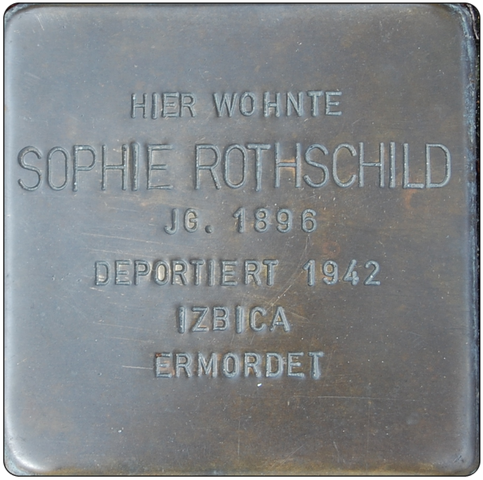 HIER WOHNTE
SOPHIE ROTHSCHILD
JG. 1896
DEPORTIERT 1942
IZBICA
ERMORDET